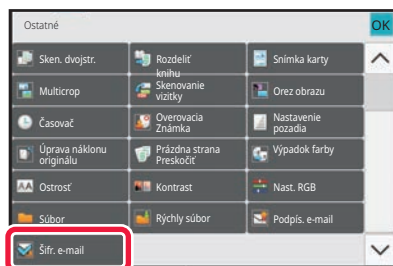 Ostatné
OK
Sken. dvojstr.
Rozdeliť
knihu
Snímka karty
Multicrop
Skenovanie
vizitky
Orez obrazu
Časovač
Overovacia
Známka
Nastavenie
pozadia
Úprava náklonu
originálu
Prázdna strana
Preskočiť
Výpadok farby
AA Ostrosť
Kontrast
Nast. RGB
Súbor
Rýchly súbor
Podpís. e-mail
Šifr. e-mail